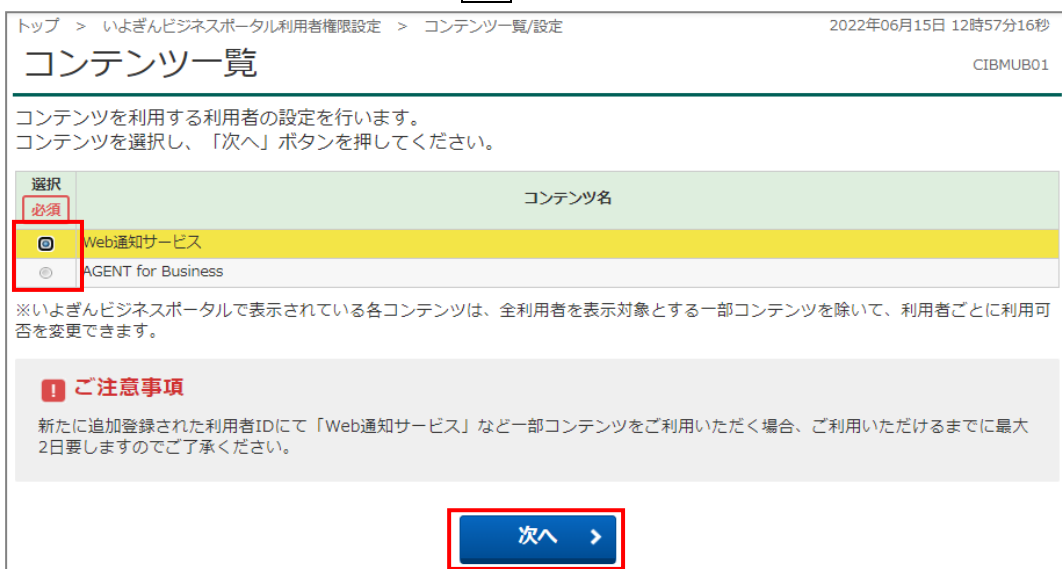 トップ > いよぎんビジネスポータル利用者権限設定 > コンテンツ一覧/設定 2022年06月15日 12時57分16秒
コンテンツ一覧 CIBMUB01
コンテンツを利用する利用者の設定を行います。
コンテンツを選択し、「次へ」ボタンを押してください。
選択
必須
コンテンツ名
Web通知サービス
AGENT for Business
※いよぎんビジネスポータルで表示されている各コンテンツは、全利用者を表示対象とする一部コンテンツを除いて、利用者ごとに利用可
否を変更できます。
ご注意事項
新たに追加登録された利用者IDにて「Web通知サービス」など一部コンテンツをご利用いただく場合、ご利用いただけるまでに最大
2日要しますのでご了承ください。
次へ